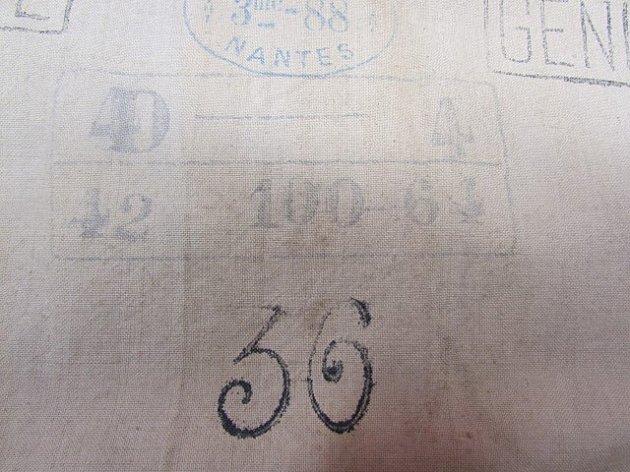 3me - 88
NANTES
GEN
4D — 4
42 - 100 - 64
36